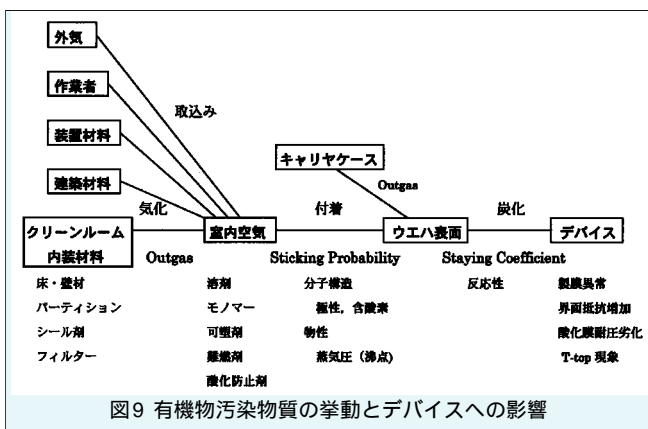 外気
作業者
取込み
装置材料
キャリヤケース
建築材料
Outgas
気化
付着
炭化
クリーンルーム
内装材料
室内空気
ウエハ表面
デバイス
Outgas
Sticking Probability
Staying Coefficient
床・壁材
溶剤
分子構造
反応性
製膜異常
パーティション
モノマー
極性，含酸素
界面抵抗増加
シール剤
可塑剤
物性
酸化膜耐圧劣化
フィルター
難燃剤
蒸気圧（沸点）
T-top 現象
酸化防止剤
図9 有機物汚染物質の挙動とデバイスへの影響